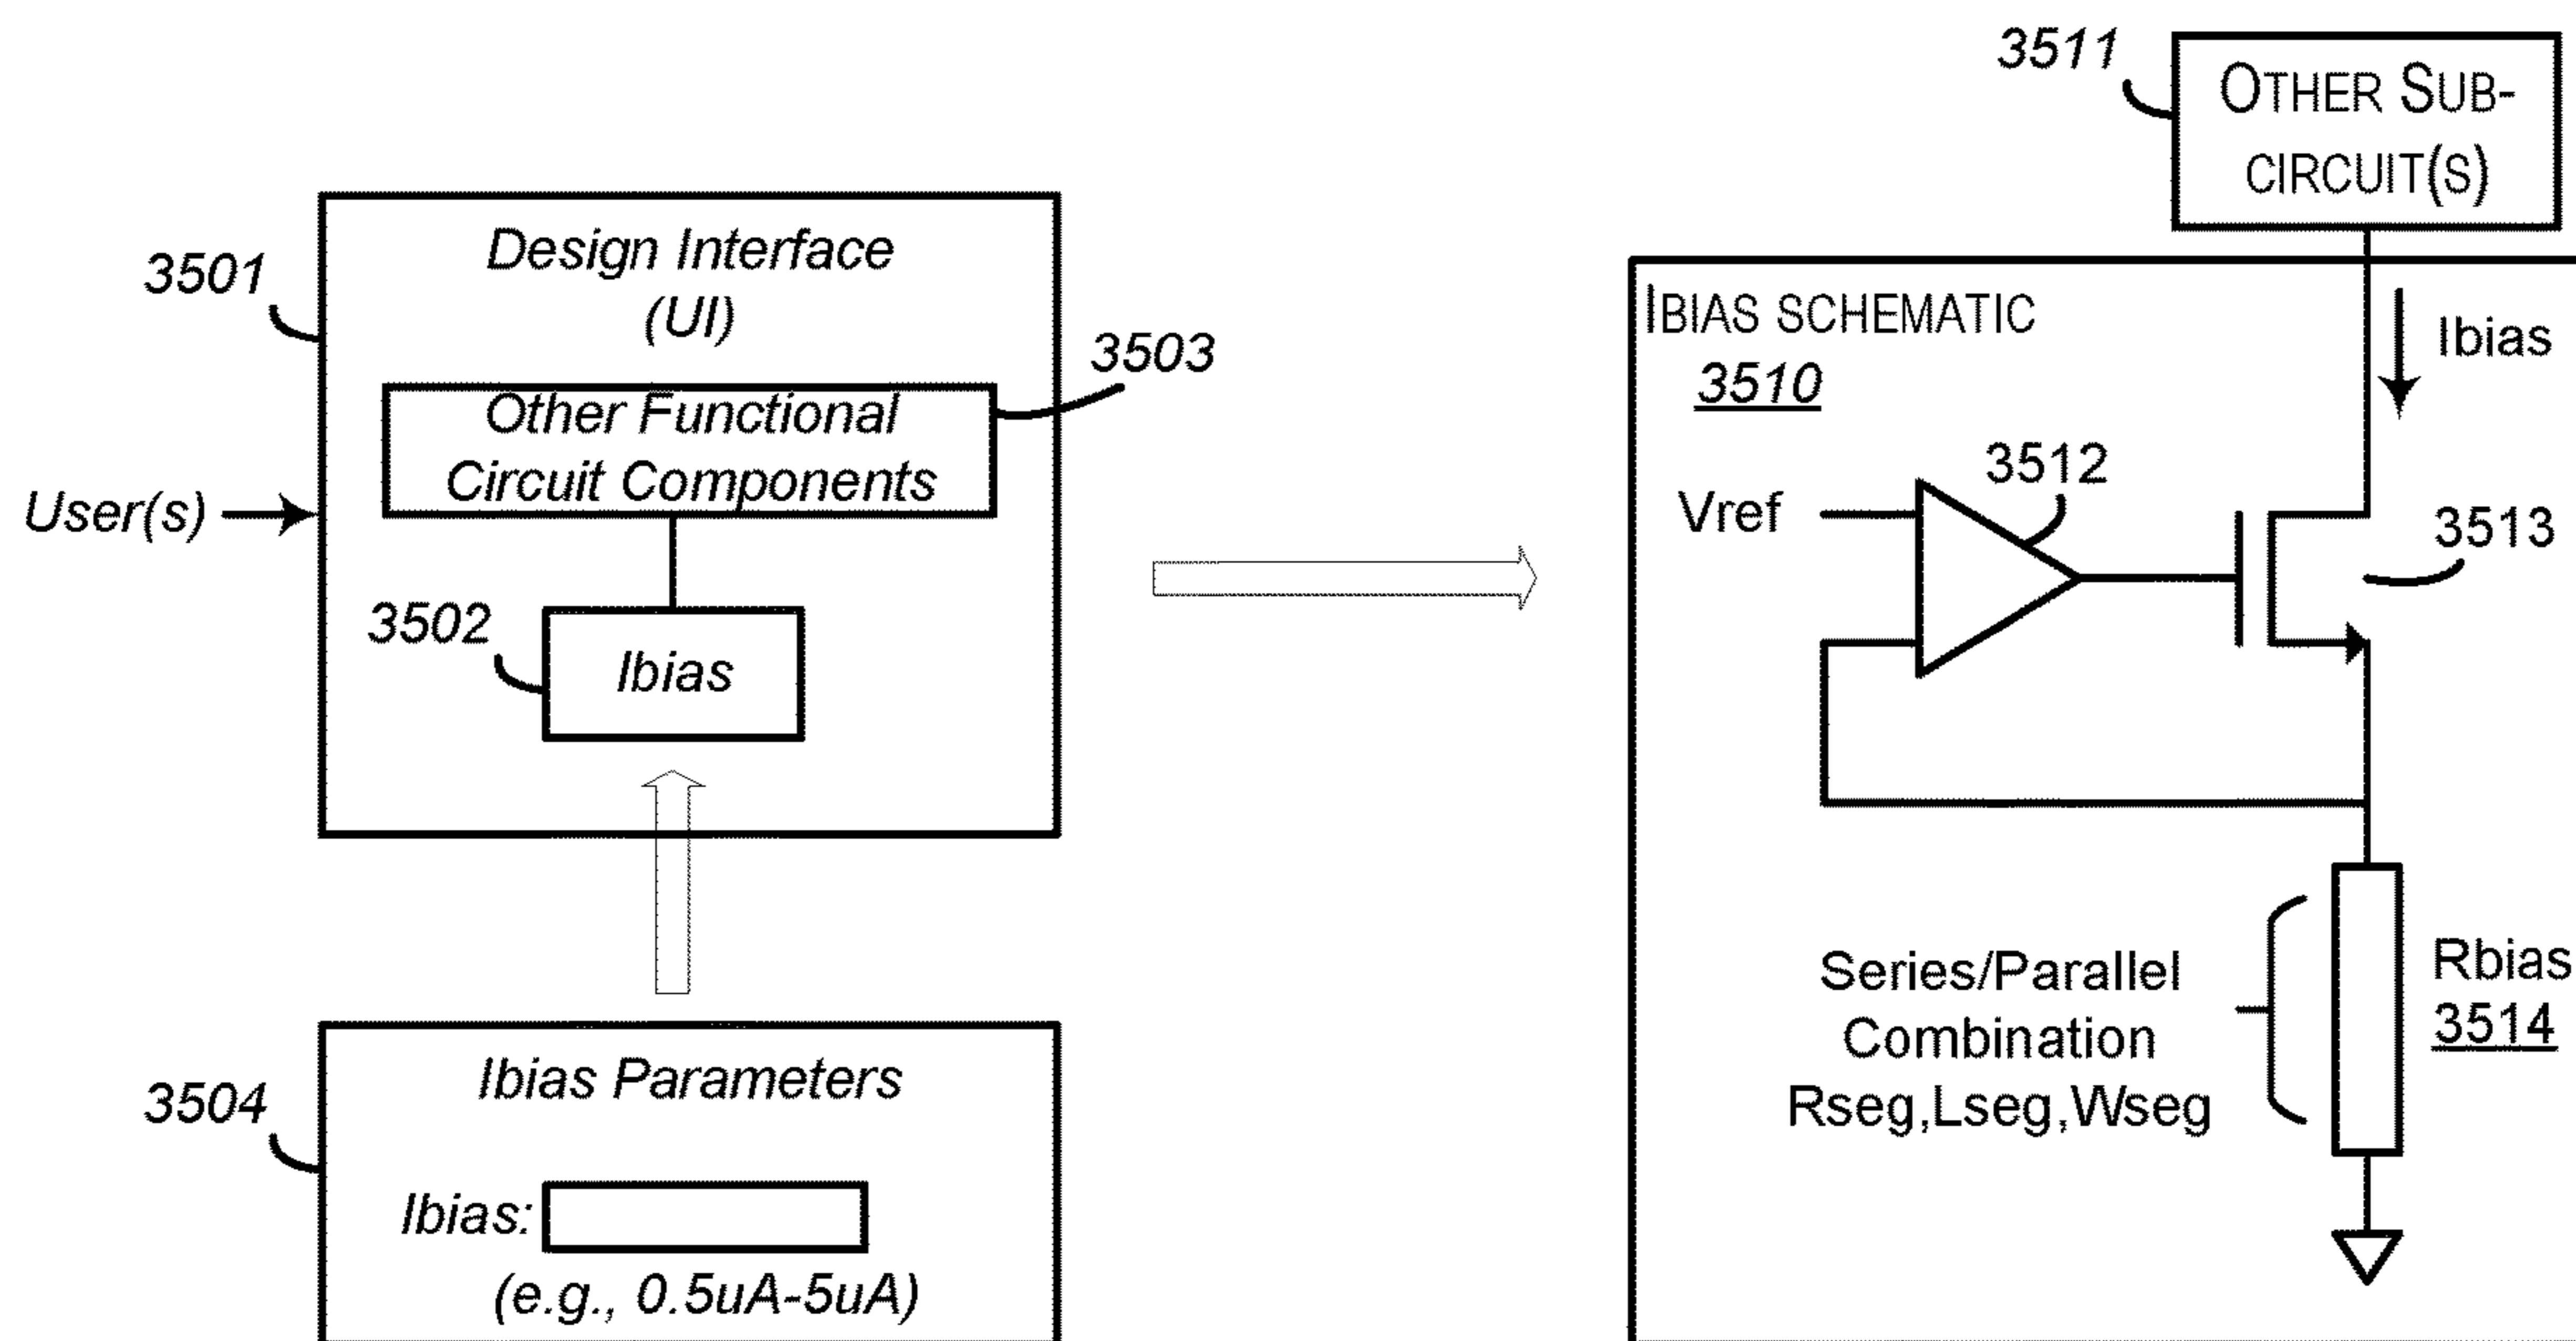 3501
Design Interface
(UI)
3503
Other Functional
Circuit Components
User(s)
3502
Ibias
3504
Ibias Parameters
Ibias:
(e.g., 0.5uA-5uA)
3511
OTHER SUB-
CIRCUIT(S)
IBIAS SCHEMATIC
3510
Ibias
3512
Vref
3513
Series/Parallel
Combination
Rseg,Lseg,Wseg
Rbias
3514